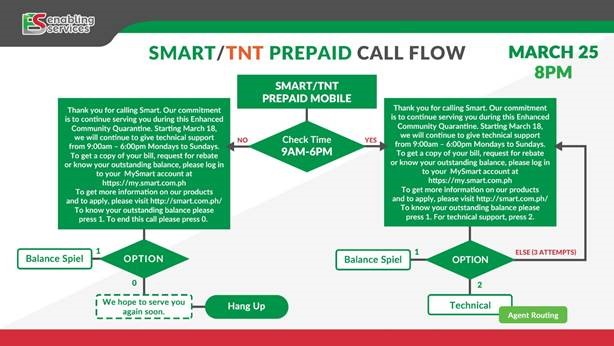 ES enabling
services
SMART/TNT PREPAID CALL FLOW
MARCH 25
8PM
SMART/TNT
PREPAID MOBILE
Thank you for calling Smart. Our commitment
is to continue serving you during this Enhanced
Community Quarantine. Starting March 18,
we will continue to give technical support
from 9:00am – 6:00pm Mondays to Sundays.
To get a copy of your bill, request for rebate
or know your outstanding balance, please log in
to your MySmart account at
https://my.smart.com.ph
To get more information on our products
and to apply, please visit http://smart.com.ph/
To know your outstanding balance please
press 1. To end this call please press 0.
NO
Check Time
9AM-6PM
YES
Thank you for calling Smart. Our commitment
is to continue serving you during this Enhanced
Community Quarantine. Starting March 18,
we will continue to give technical support
from 9:00am – 6:00pm Mondays to Sundays.
To get a copy of your bill, request for rebate
or know your outstanding balance, please log in
to your MySmart account at
https://my.smart.com.ph
To get more information on our products
and to apply, please visit http://smart.com.ph/
To know your outstanding balance please
press 1. For technical support, press 2.
Balance Spiel
1
OPTION
0
We hope to serve you
again soon.
Hang Up
Balance Spiel
1
OPTION
ELSE (3 ATTEMPTS)
2
Technical
Agent Routing